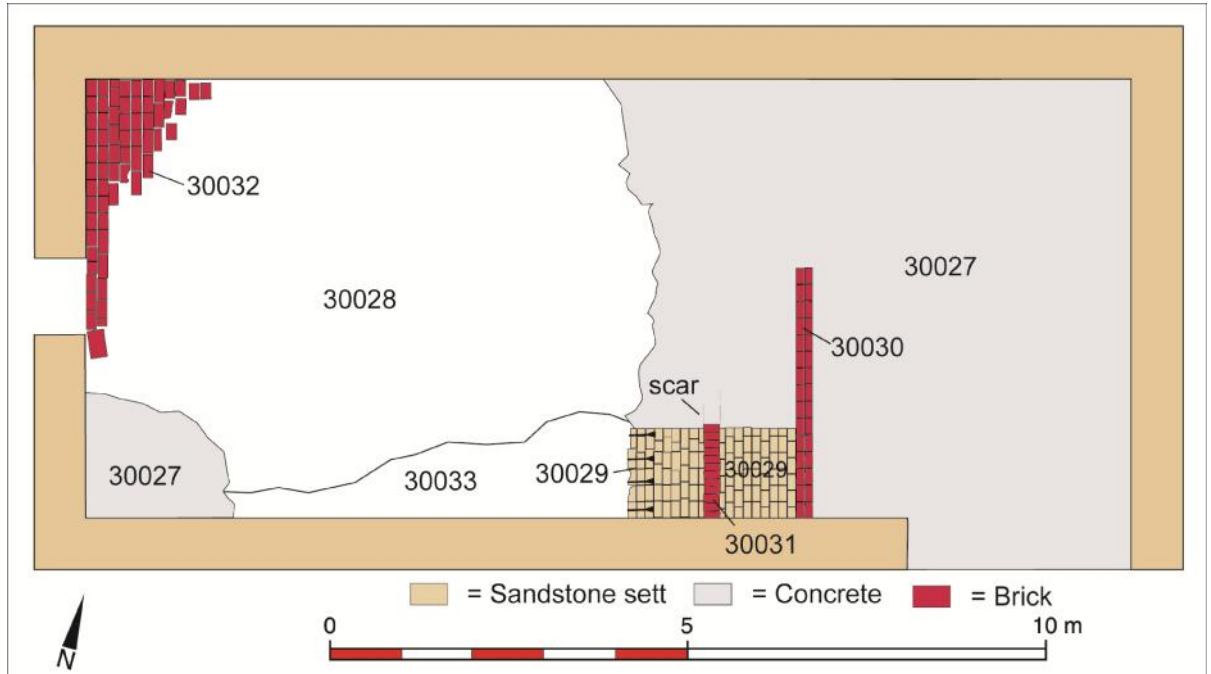 30032
30027
30028
30030
scar
30027
30033
30029
30029
30031
= Sandstone sett
= Concrete
= Brick
N
0
5
10 m